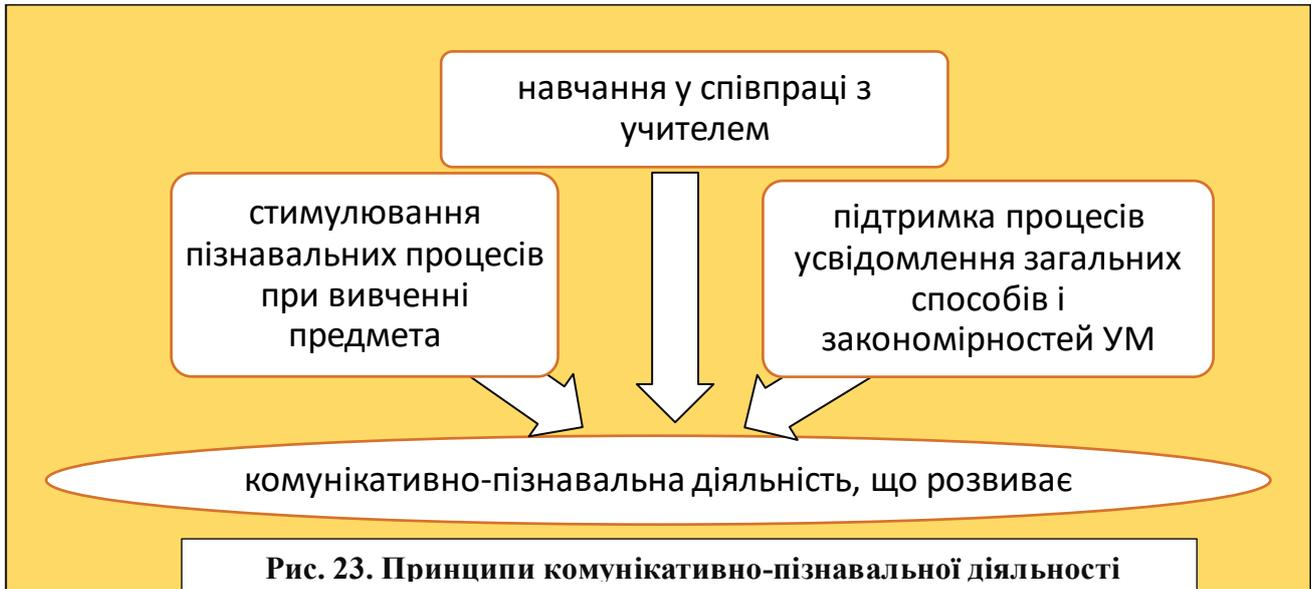 навчання у співпраці з
учителем
стимулювання
пізнавальних процесів
при вивченні
предмета
підтримка процесів
усвідомлення загальних
способів і
закономірностей УМ
комунікативно-пізнавальна діяльність, що розвиває
Рис. 23. Принципи комунікативно-пізнавальної діяльності